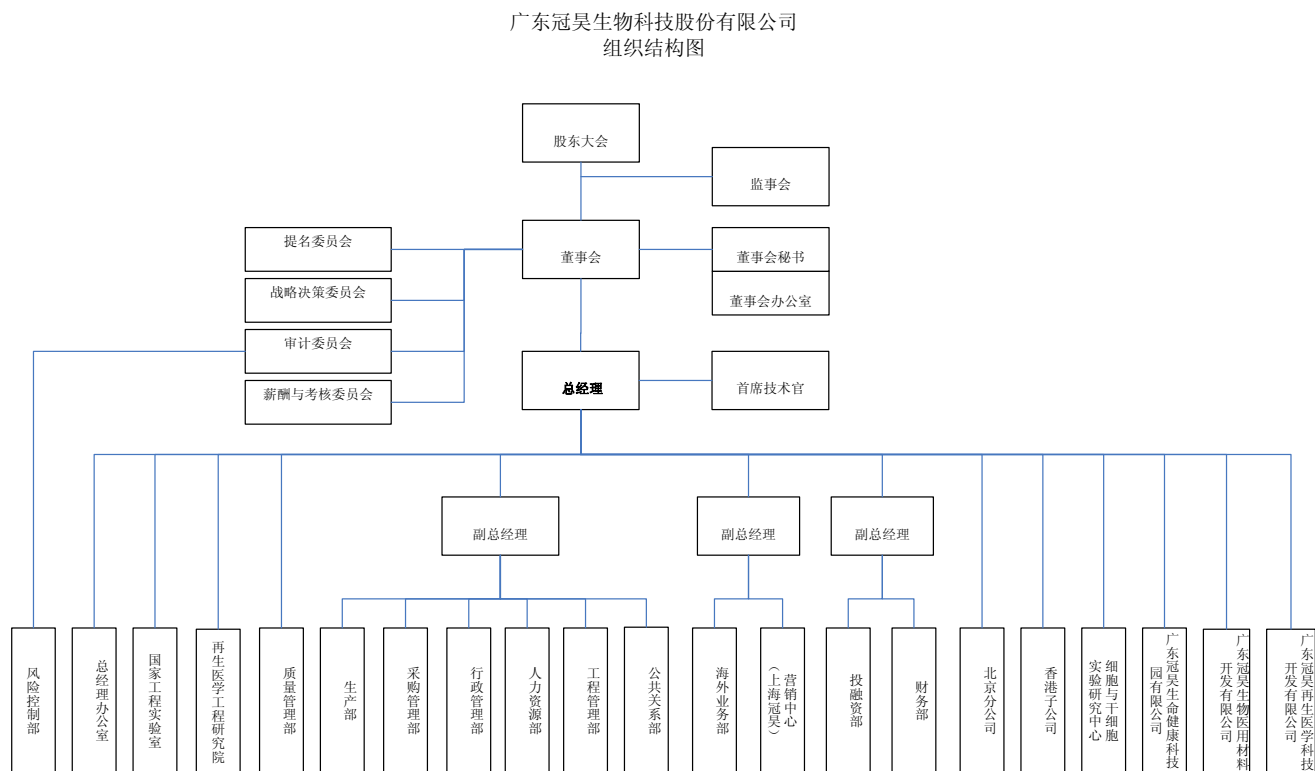 广东冠昊生物科技股份有限公司
组织结构图
股东大会
监事会
提名委员会
董事会
董事会秘书
战略决策委员会
董事会办公室
审计委员会
总经理
首席技术官
薪酬与考核委员会
副总经理
副总经理
副总经理
风险控制部
总经理办公室
国家工程实验室
再生医学工程研究院
质量管理部
生产部
采购管理部
行政管理部
人力资源部
工程管理部
公共关系部
海外业务部
营销中心
（上海冠昊）
投融资部
财务部
北京分公司
香港子公司
细胞与干细胞
实验研究中心
广东冠昊生命健康科技
园有限公司
广东冠昊生物医用材料
开发有限公司
广东冠昊再生医学科技
开发有限公司